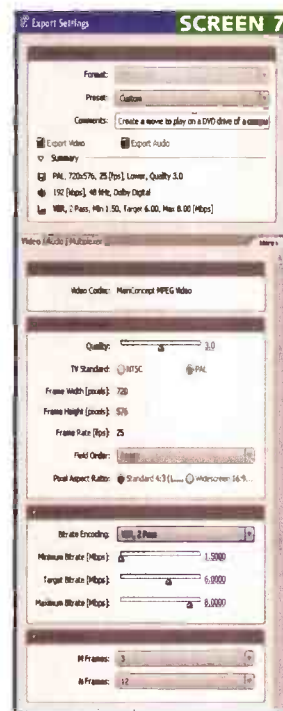 Export Settings
SCREEN 7
Format:
Preset: Custom
Comments: Create a movie to play on a DVD drive of a
Export Video Export Audio
Summary
PAL, 720x576, 25 [fps], Lower, Quality 3.0
192 [kbps], 48 kHz, Dolby Digital
VBR, 2 Pass, Min 1.50, Target 6.00, Max 8.00 [Mbps]
Video Audio Multiplexer More
Video Codec: MainConcept MPEG Video
Quality: 3.0
TV Standard: NTSC PAL
Frame Width [pixels]: 720
Frame Height [pixels]: 576
Frame Rate [fps]: 25
Field Order:
Pixel Aspect Ratio: Standard 4:3 Widescreen 16:9...
Bitrate Encoding: VBR, 2 Pass
Minimum Bitrate [Mbps]: 1.5000
Target Bitrate [Mbps]: 6.0000
Maximum Bitrate [Mbps]: 8.0000
M Frames: 3
N Frames: 12